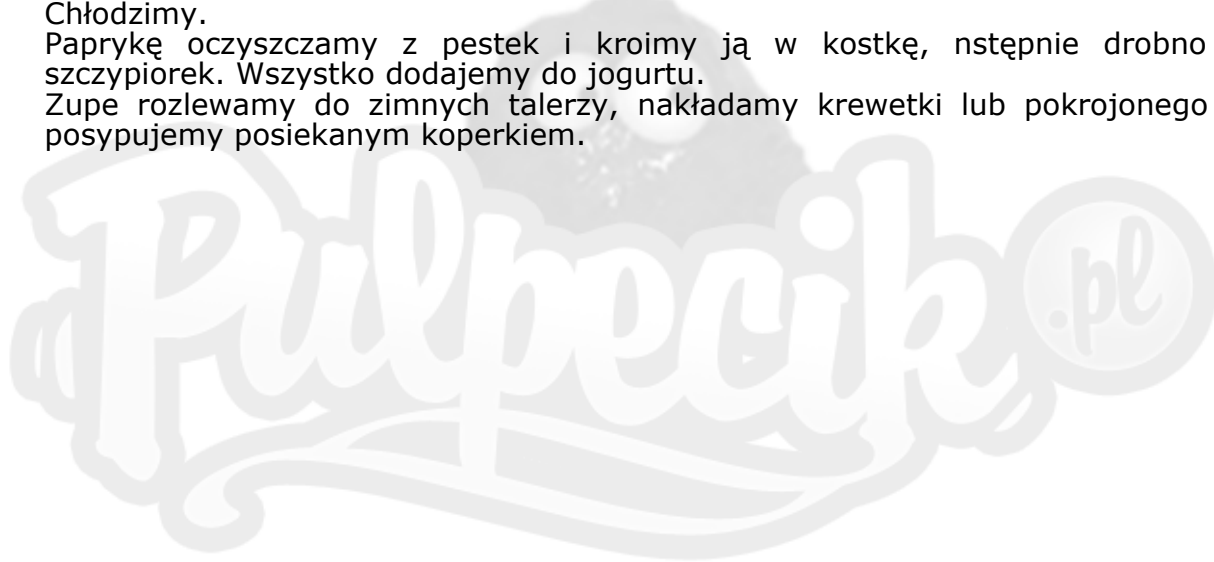 Chłodzimy.
Paprykę oczyszczamy z pestek i kroimy ją w kostkę, nstępnie drobno
szczypiorek. Wszystko dodajemy do jogurtu.
Zupe rozlewamy do zimnych talerzy, nakładamy krewetki lub pokrojonego
posypujemy posiekanym koperkiem.
Pulpecik.pl